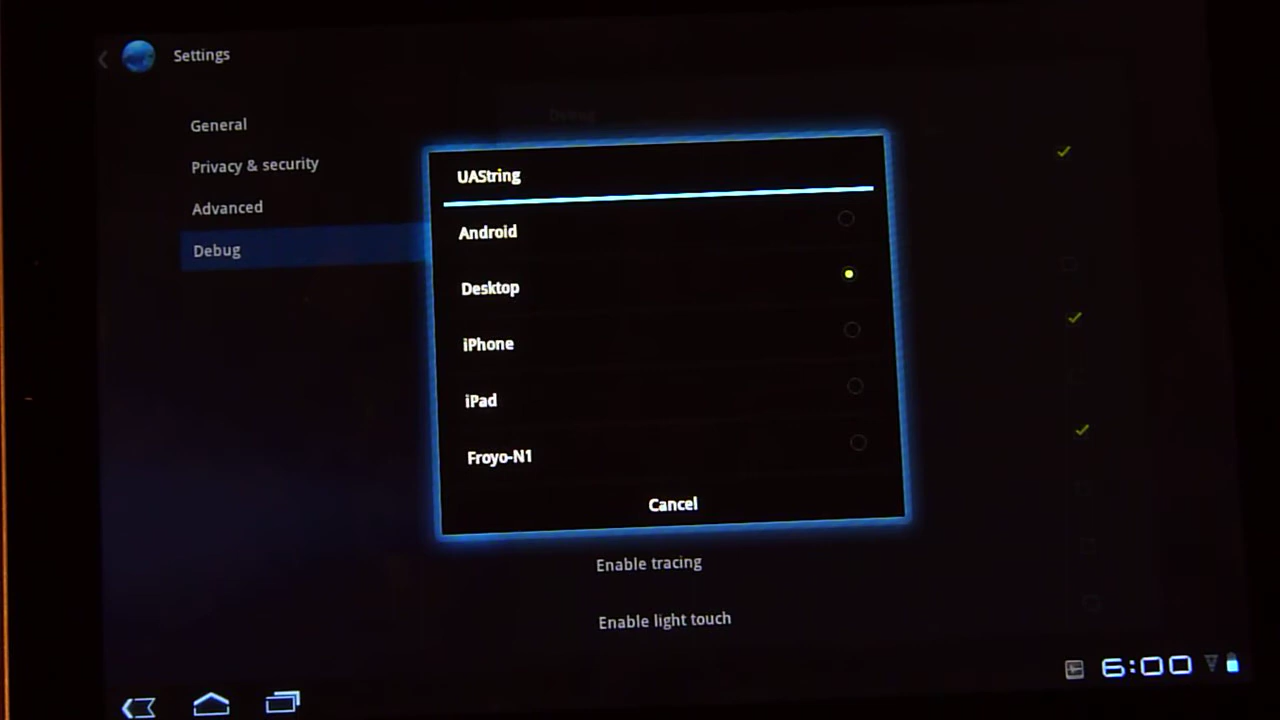 Settings
General
Privacy & security
Advanced
Debug
UAString
Android
Desktop
iPhone
iPad
Froyo-N1
Cancel
Enable tracing
Enable light touch
6:00